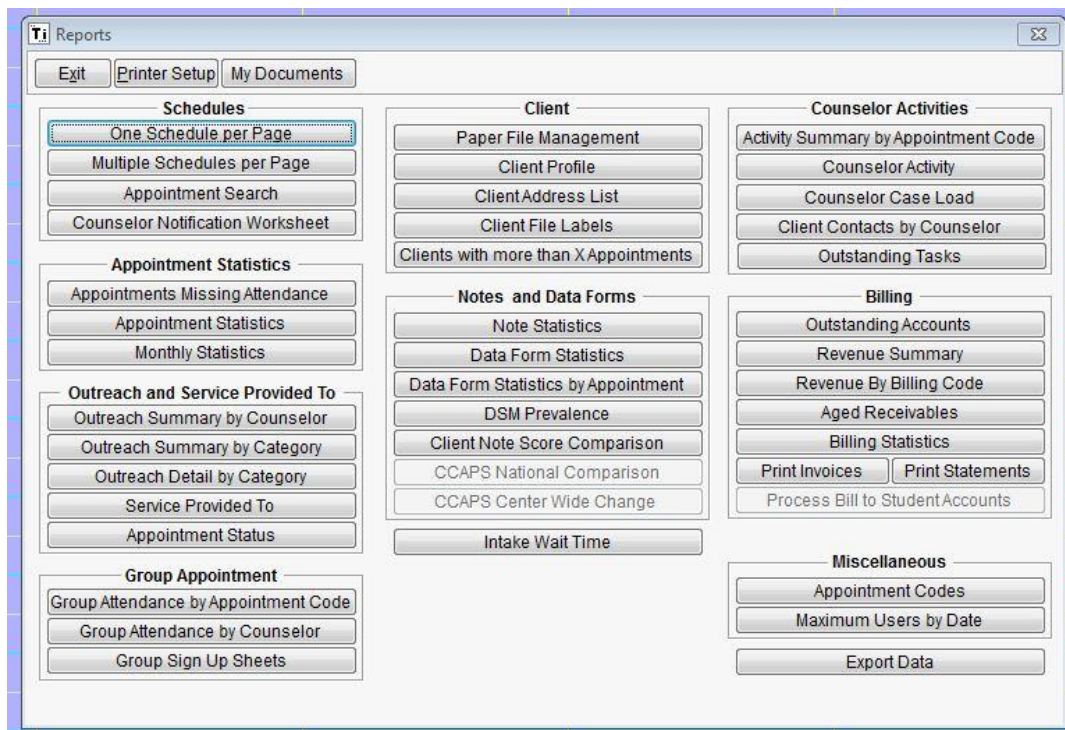 Ti Reports
Exit Printer Setup My Documents
Schedules
One Schedule per Page
Multiple Schedules per Page
Appointment Search
Counselor Notification Worksheet
Appointment Statistics
Appointments Missing Attendance
Appointment Statistics
Monthly Statistics
Outreach and Service Provided To
Outreach Summary by Counselor
Outreach Summary by Category
Outreach Detail by Category
Service Provided To
Appointment Status
Group Appointment
Group Attendance by Appointment Code
Group Attendance by Counselor
Group Sign Up Sheets
Client
Paper File Management
Client Profile
Client Address List
Client File Labels
Clients with more than X Appointments
Notes and Data Forms
Note Statistics
Data Form Statistics
Data Form Statistics by Appointment
DSM Prevalence
Client Note Score Comparison
CCAPS National Comparison
CCAPS Center Wide Change
Intake Wait Time
Counselor Activities
Activity Summary by Appointment Code
Counselor Activity
Counselor Case Load
Client Contacts by Counselor
Outstanding Tasks
Billing
Outstanding Accounts
Revenue Summary
Revenue By Billing Code
Aged Receivables
Billing Statistics
Print Invoices Print Statements
Process Bill to Student Accounts
Miscellaneous
Appointment Codes
Maximum Users by Date
Export Data